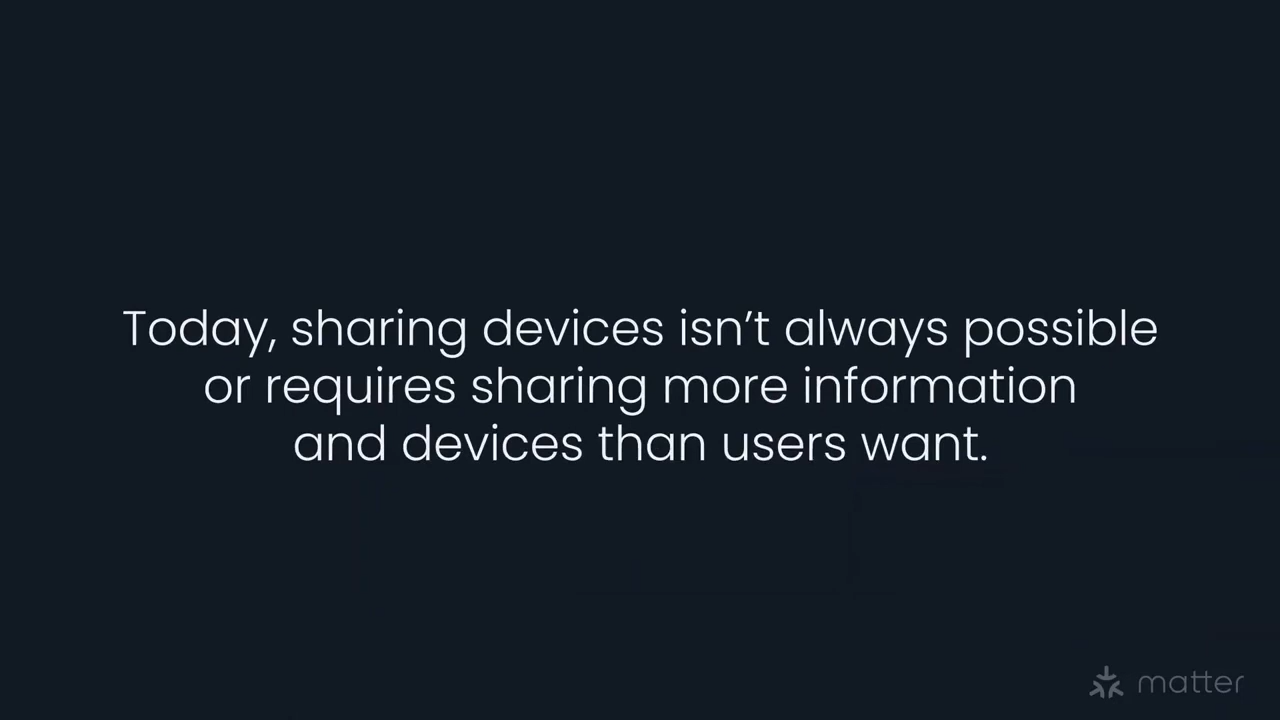 Today, sharing devices isn’t always possible
or requires sharing more information
and devices than users want.
matter